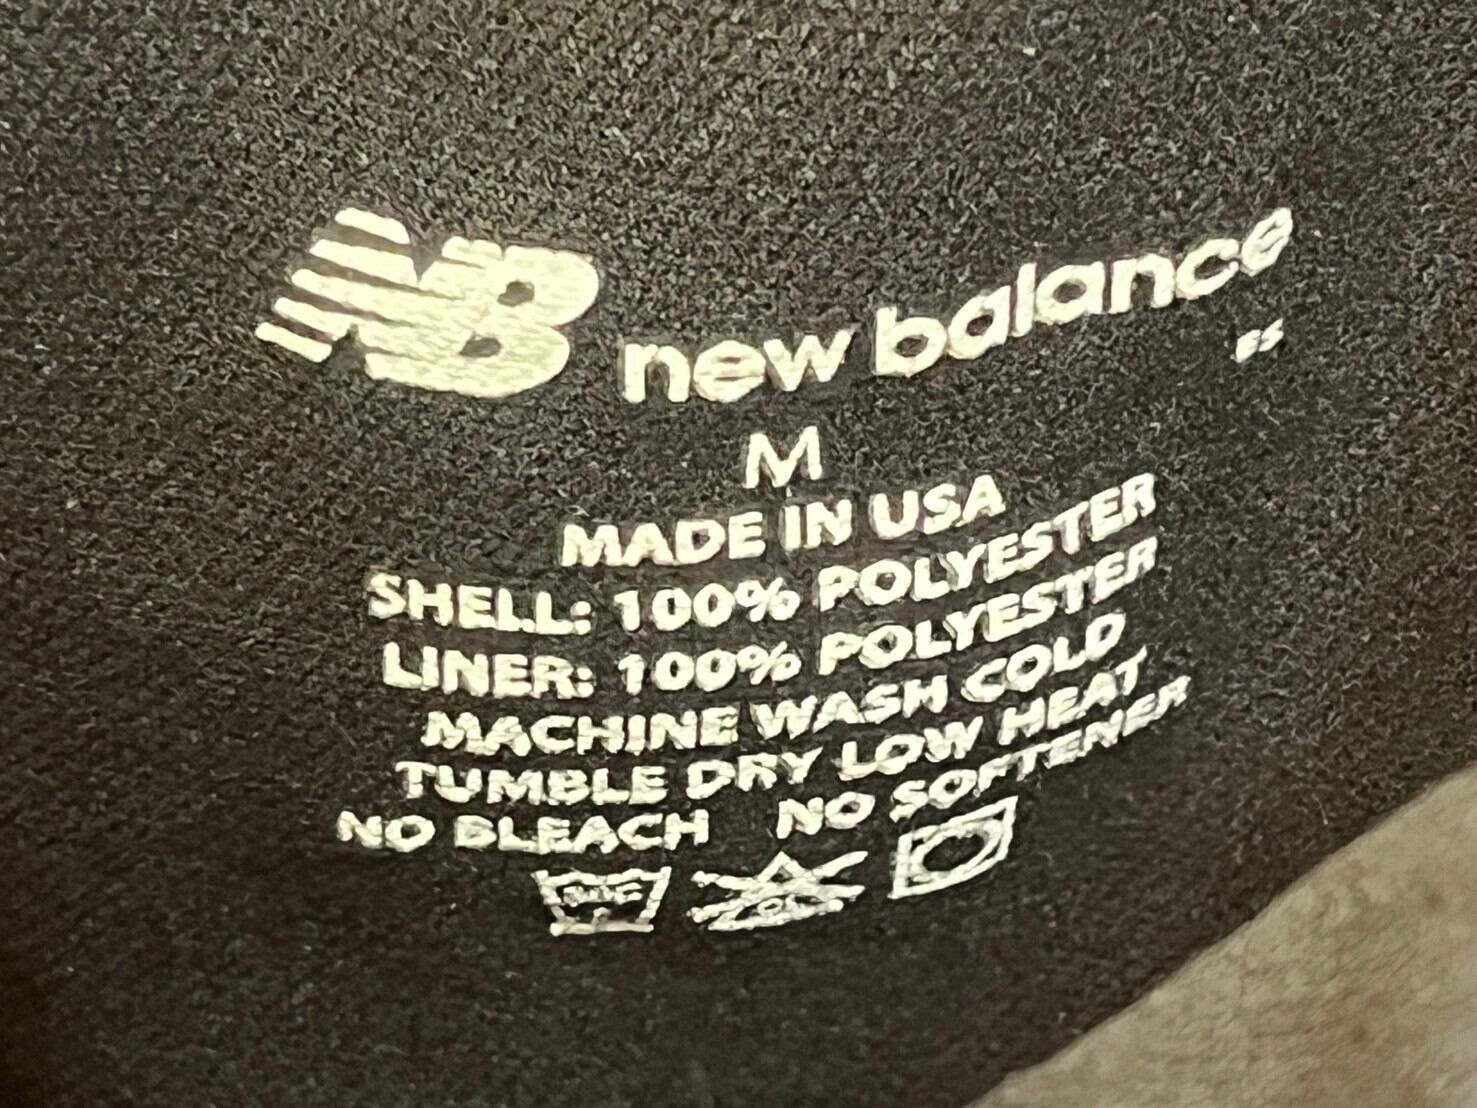 NB new balance
M
MADE IN USA
SHELL: 100% POLYESTER
LINER: 100% POLYESTER
MACHINE WASH COLD
TUMBLE DRY LOW HEAT
NO BLEACH NO SOFTENER